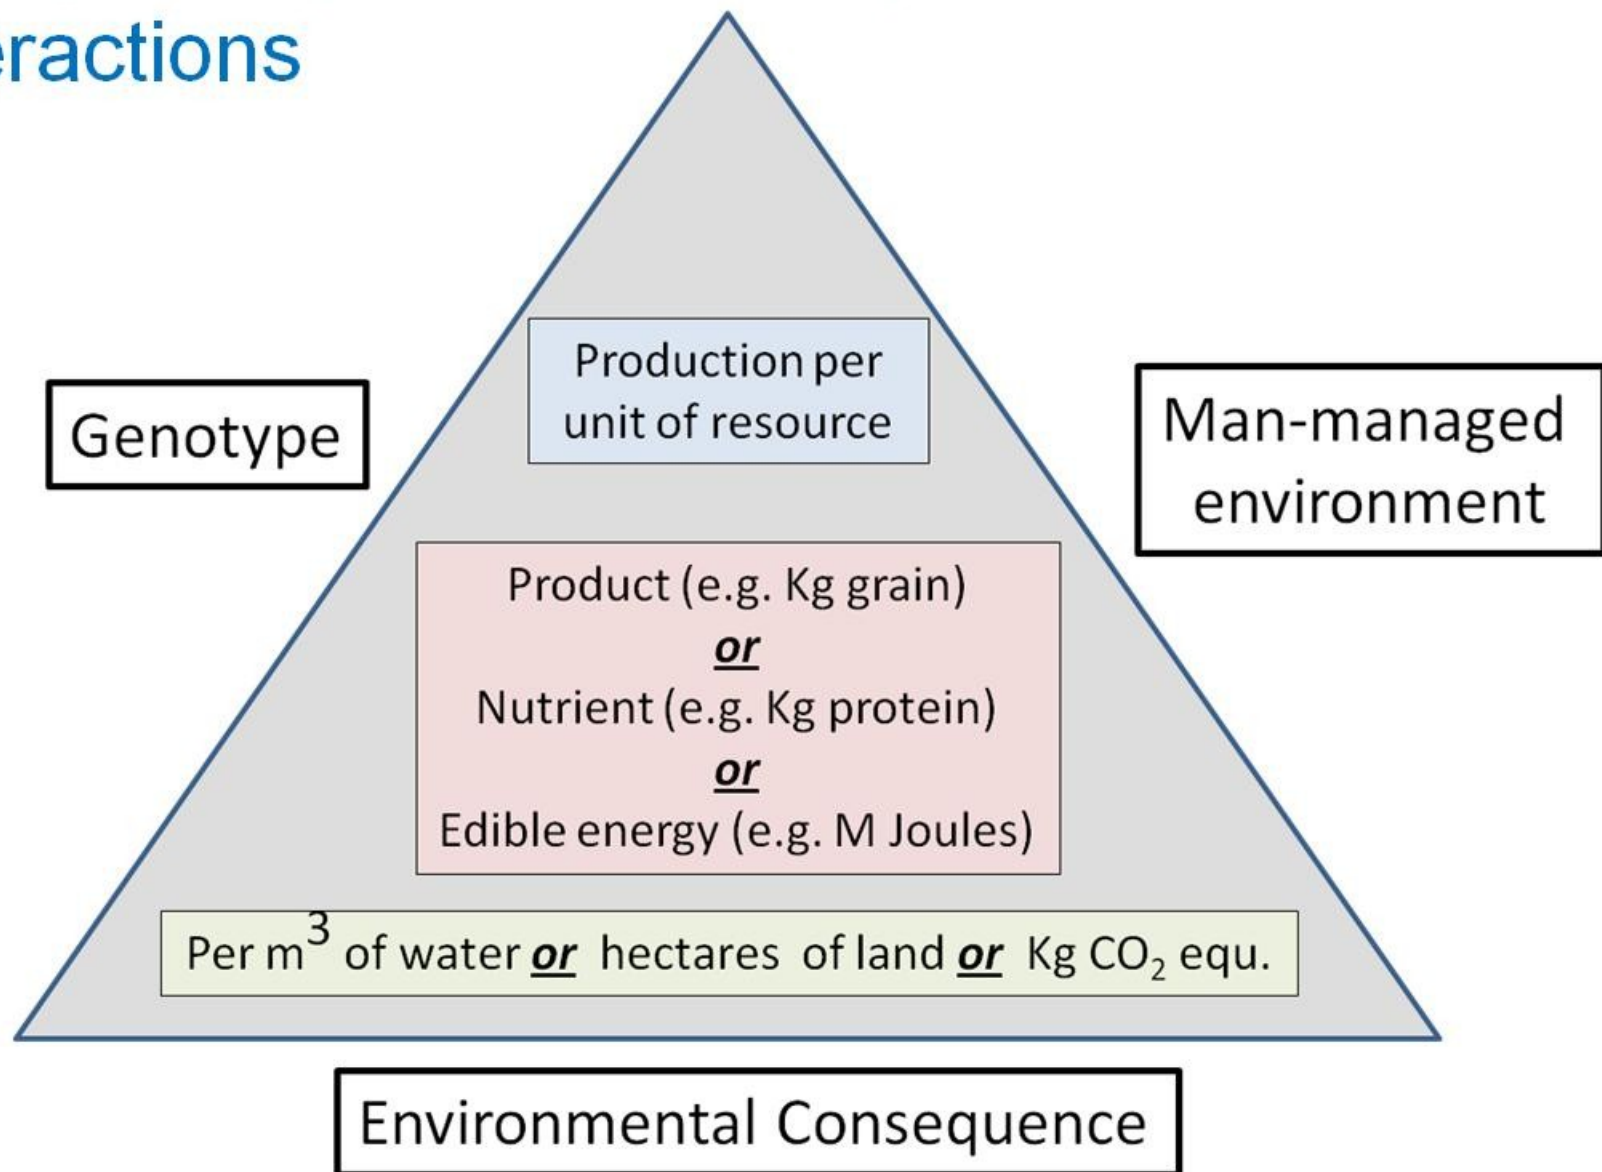 eractions
Production per
unit of resource
Genotype
Man-managed
environment
Product (e.g. Kg grain)
or
Nutrient (e.g. Kg protein)
or
Edible energy (e.g. M Joules)
Per m³ of water or hectares of land or Kg CO₂ equ.
Environmental Consequence